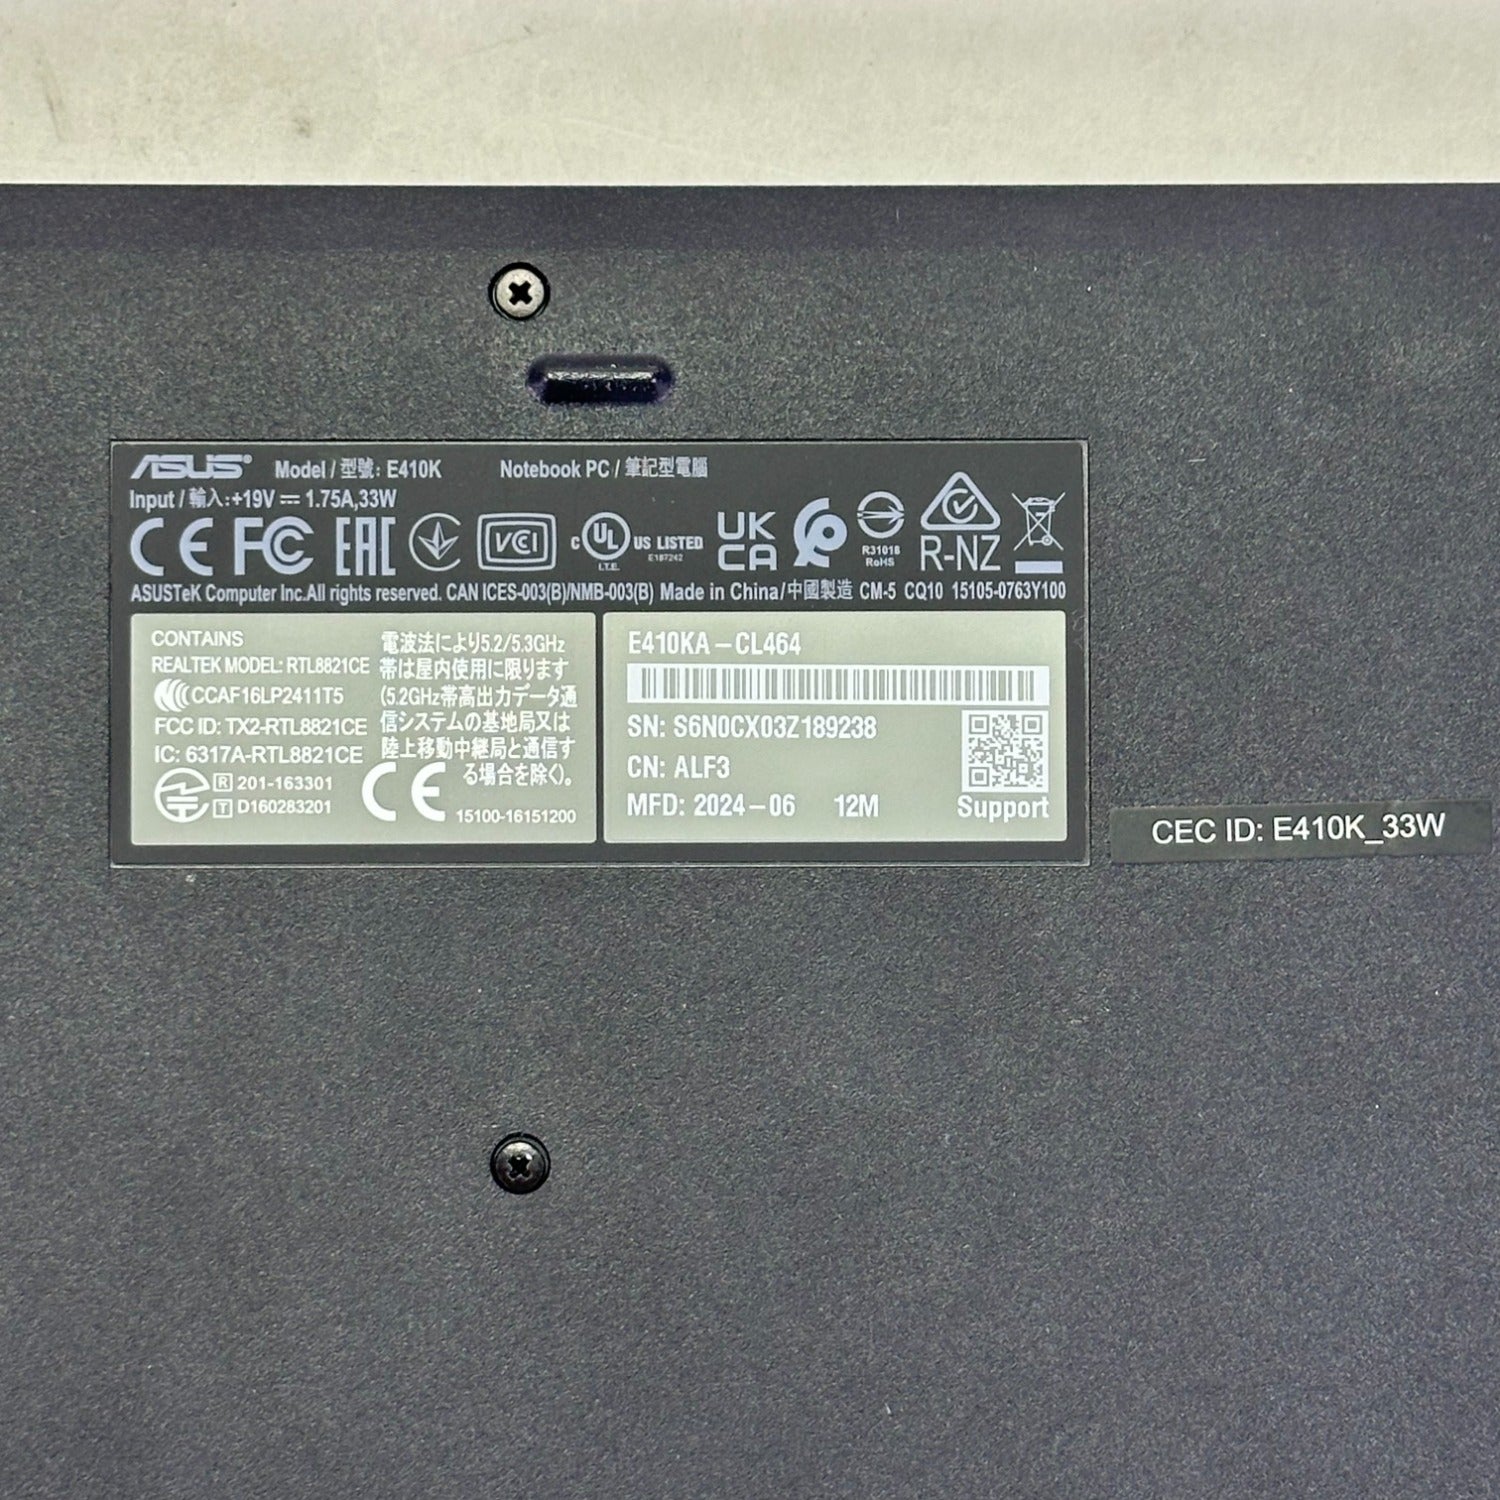 ASUS Model / 型號: E410K Notebook PC / 筆記型電腦
Input / 輸入:+19V⎓1.75A,33W
CE FC EAC VCI c UL US LISTED UK CA R-NZ
I.T.E. E187242 R31018
RoHS
ASUSTeK Computer Inc.All rights reserved. CAN ICES-003(B)/NMB-003(B) Made in China/中國製造 CM-5 CQ10 15105-0763Y100
CONTAINS
REALTEK MODEL: RTL8821CE
CCAF16LP2411T5
FCC ID: TX2-RTL8821CE
IC: 6317A-RTL8821CE
R 201-163301
T D160283201
電波法により5.2/5.3GHz
帯は屋内使用に限ります
(5.2GHz帯高出力データ通
信システムの基地局又は
陸上移動中継局と通信す
る場合を除く)。
CE 15100-16151200
E410KA-CL464
SN: S6N0CX03Z189238
CN: ALF3
MFD: 2024-06 12M
Support
CEC ID: E410K_33W